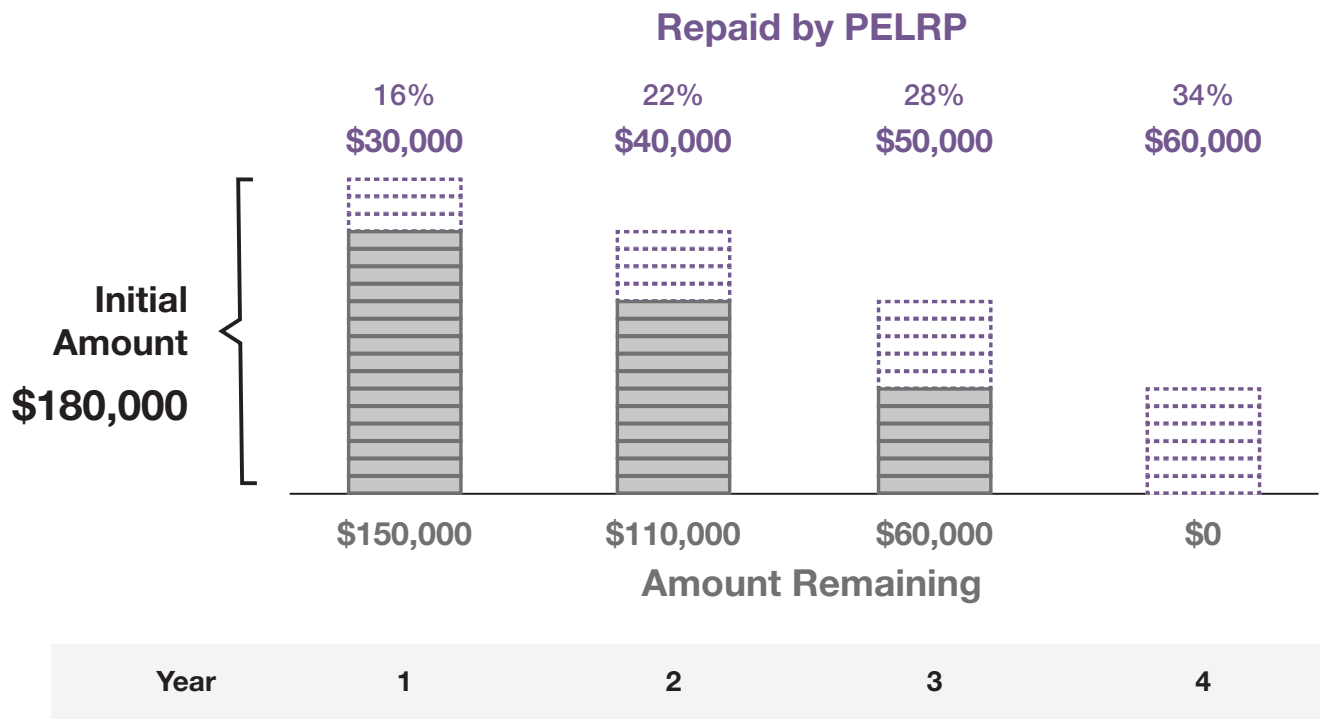 Repaid by PELRP
16% 22% 28% 34%
$30,000 $40,000 $50,000 $60,000
Initial
Amount
$180,000
$150,000 $110,000 $60,000 $0
Amount Remaining
Year 1 2 3 4